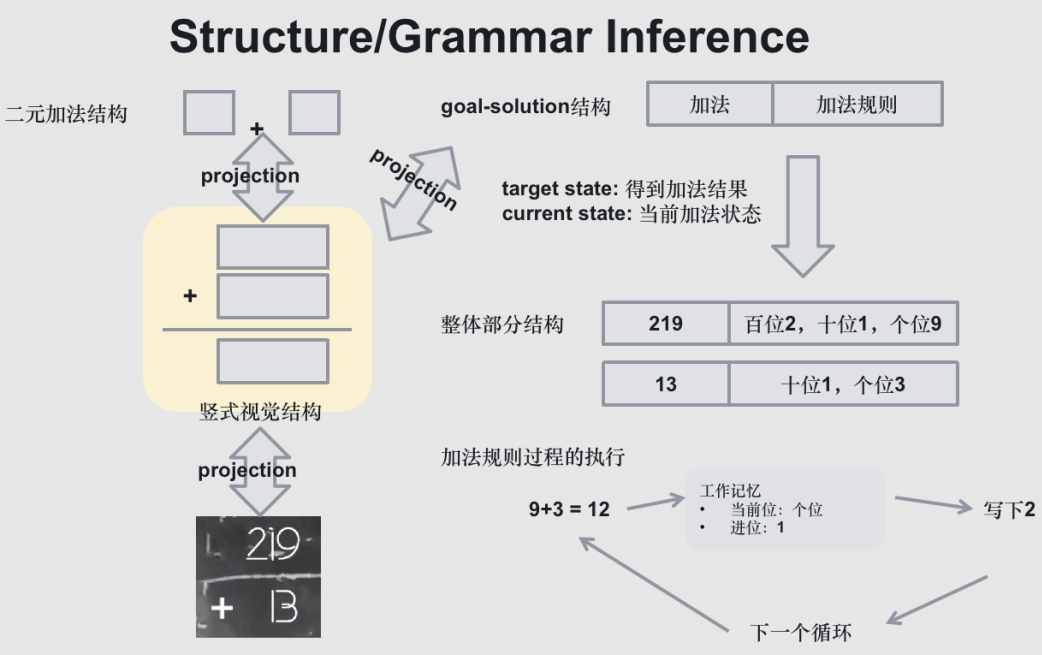 Structure/Grammar Inference
二元加法结构
+
projection
+
竖式视觉结构
projection
219
+ 13
projection
goal-solution结构
加法 加法规则
target state: 得到加法结果
current state: 当前加法状态
整体部分结构
219 百位2，十位1，个位9
13 十位1，个位3
加法规则过程的执行
9+3 = 12
工作记忆
• 当前位：个位
• 进位：1
写下2
下一个循环